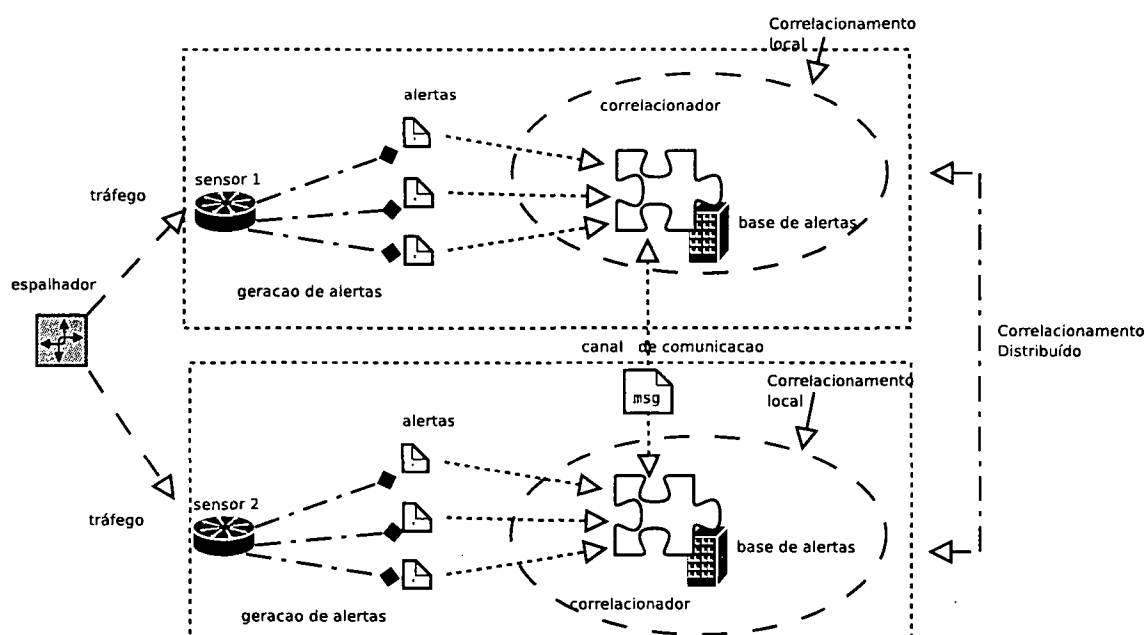 Correlacionamento
local
alertas
correlacionador
sensor 1
tráfego
base de alertas
espalhador
geracao de alertas
Correlacionamento
Distribuído
canal de comunicacao
msg
Correlacionamento
local
alertas
sensor 2
tráfego
base de alertas
correlacionador
geracao de alertas